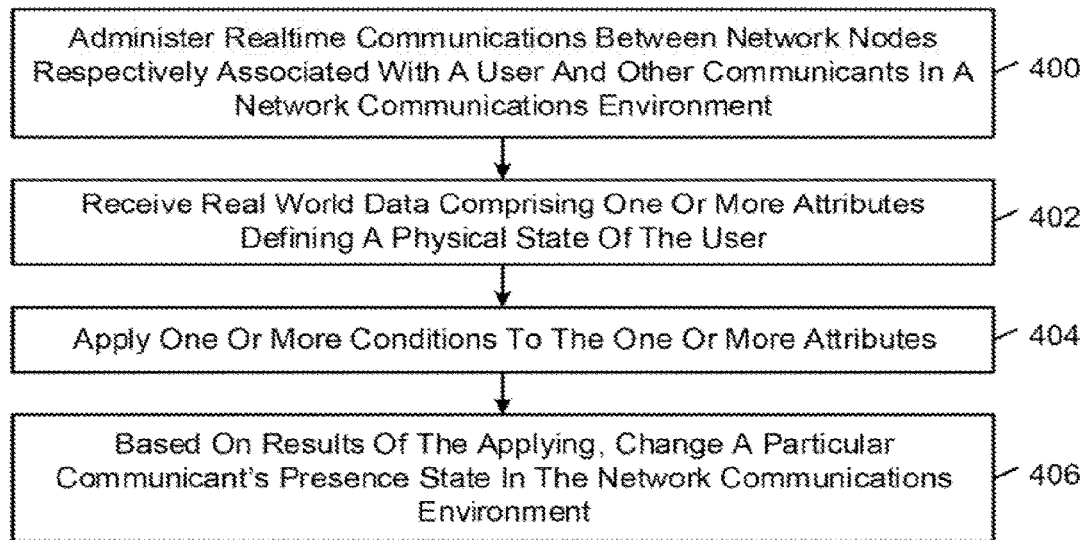 Administer Realtime Communications Between Network Nodes
Respectively Associated With A User And Other Communicants In A
Network Communications Environment
400
Receive Real World Data Comprising One Or More Attributes
Defining A Physical State Of The User
402
Apply One Or More Conditions To The One Or More Attributes
404
Based On Results Of The Applying, Change A Particular
Communicant's Presence State In The Network Communications
Environment
406